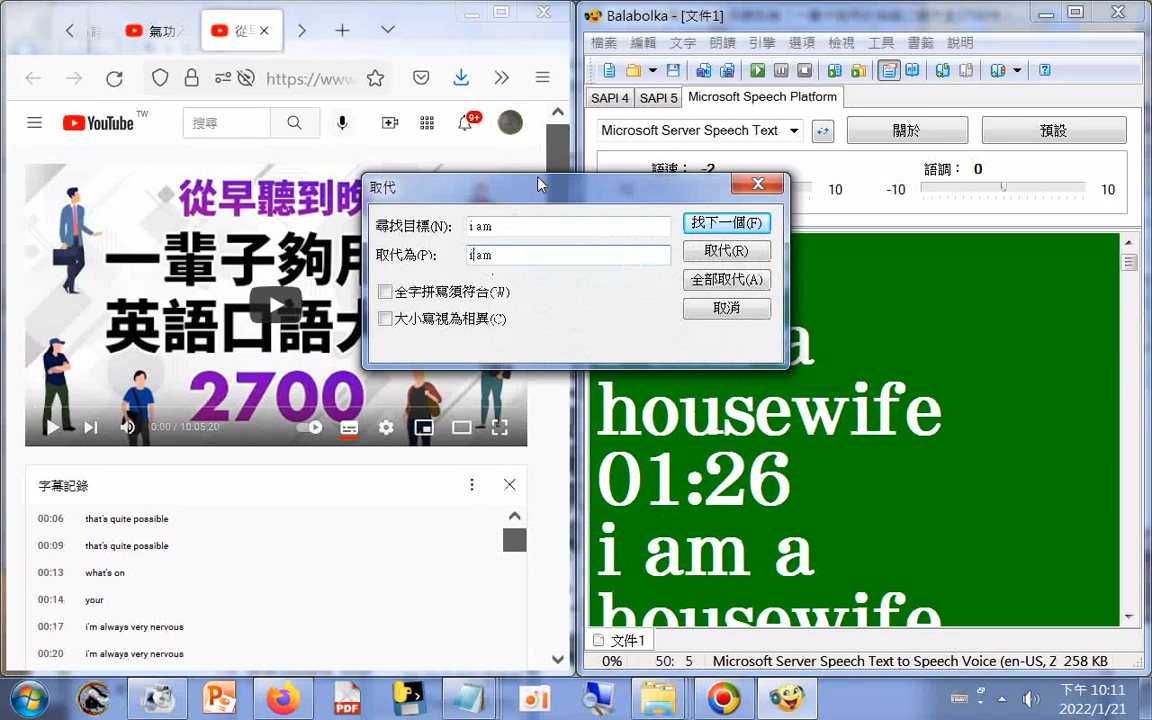 氣功
從
https://www
YouTube TW
搜尋
9+
從早聽到晚
一輩子夠用
英語口語大
2700
0:00 / 10:05:20
字幕記錄
00:06 that's quite possible
00:09 that's quite possible
00:13 what's on
00:14 your
00:17 i'm always very nervous
00:20 i'm always very nervous
Balabolka - [文件1]
檔案 編輯 文字 朗讀 引擎 選項 檢視 工具 書籤 說明
SAPI 4 SAPI 5 Microsoft Speech Platform
Microsoft Server Speech Text 關於 預設
語速： -2 語調： 0
10 -10 10
取代
尋找目標(N): i am 找下一個(F)
取代為(P): i am 取代(R)
全字拼寫須符合(W) 全部取代(A)
大小寫視為相異(C) 取消
a
housewife
01:26
i am a
housewife
文件1
0% 50: 5 Microsoft Server Speech Text to Speech Voice (en-US, Z 258 KB
PDF
下午 10:11
2022/1/21